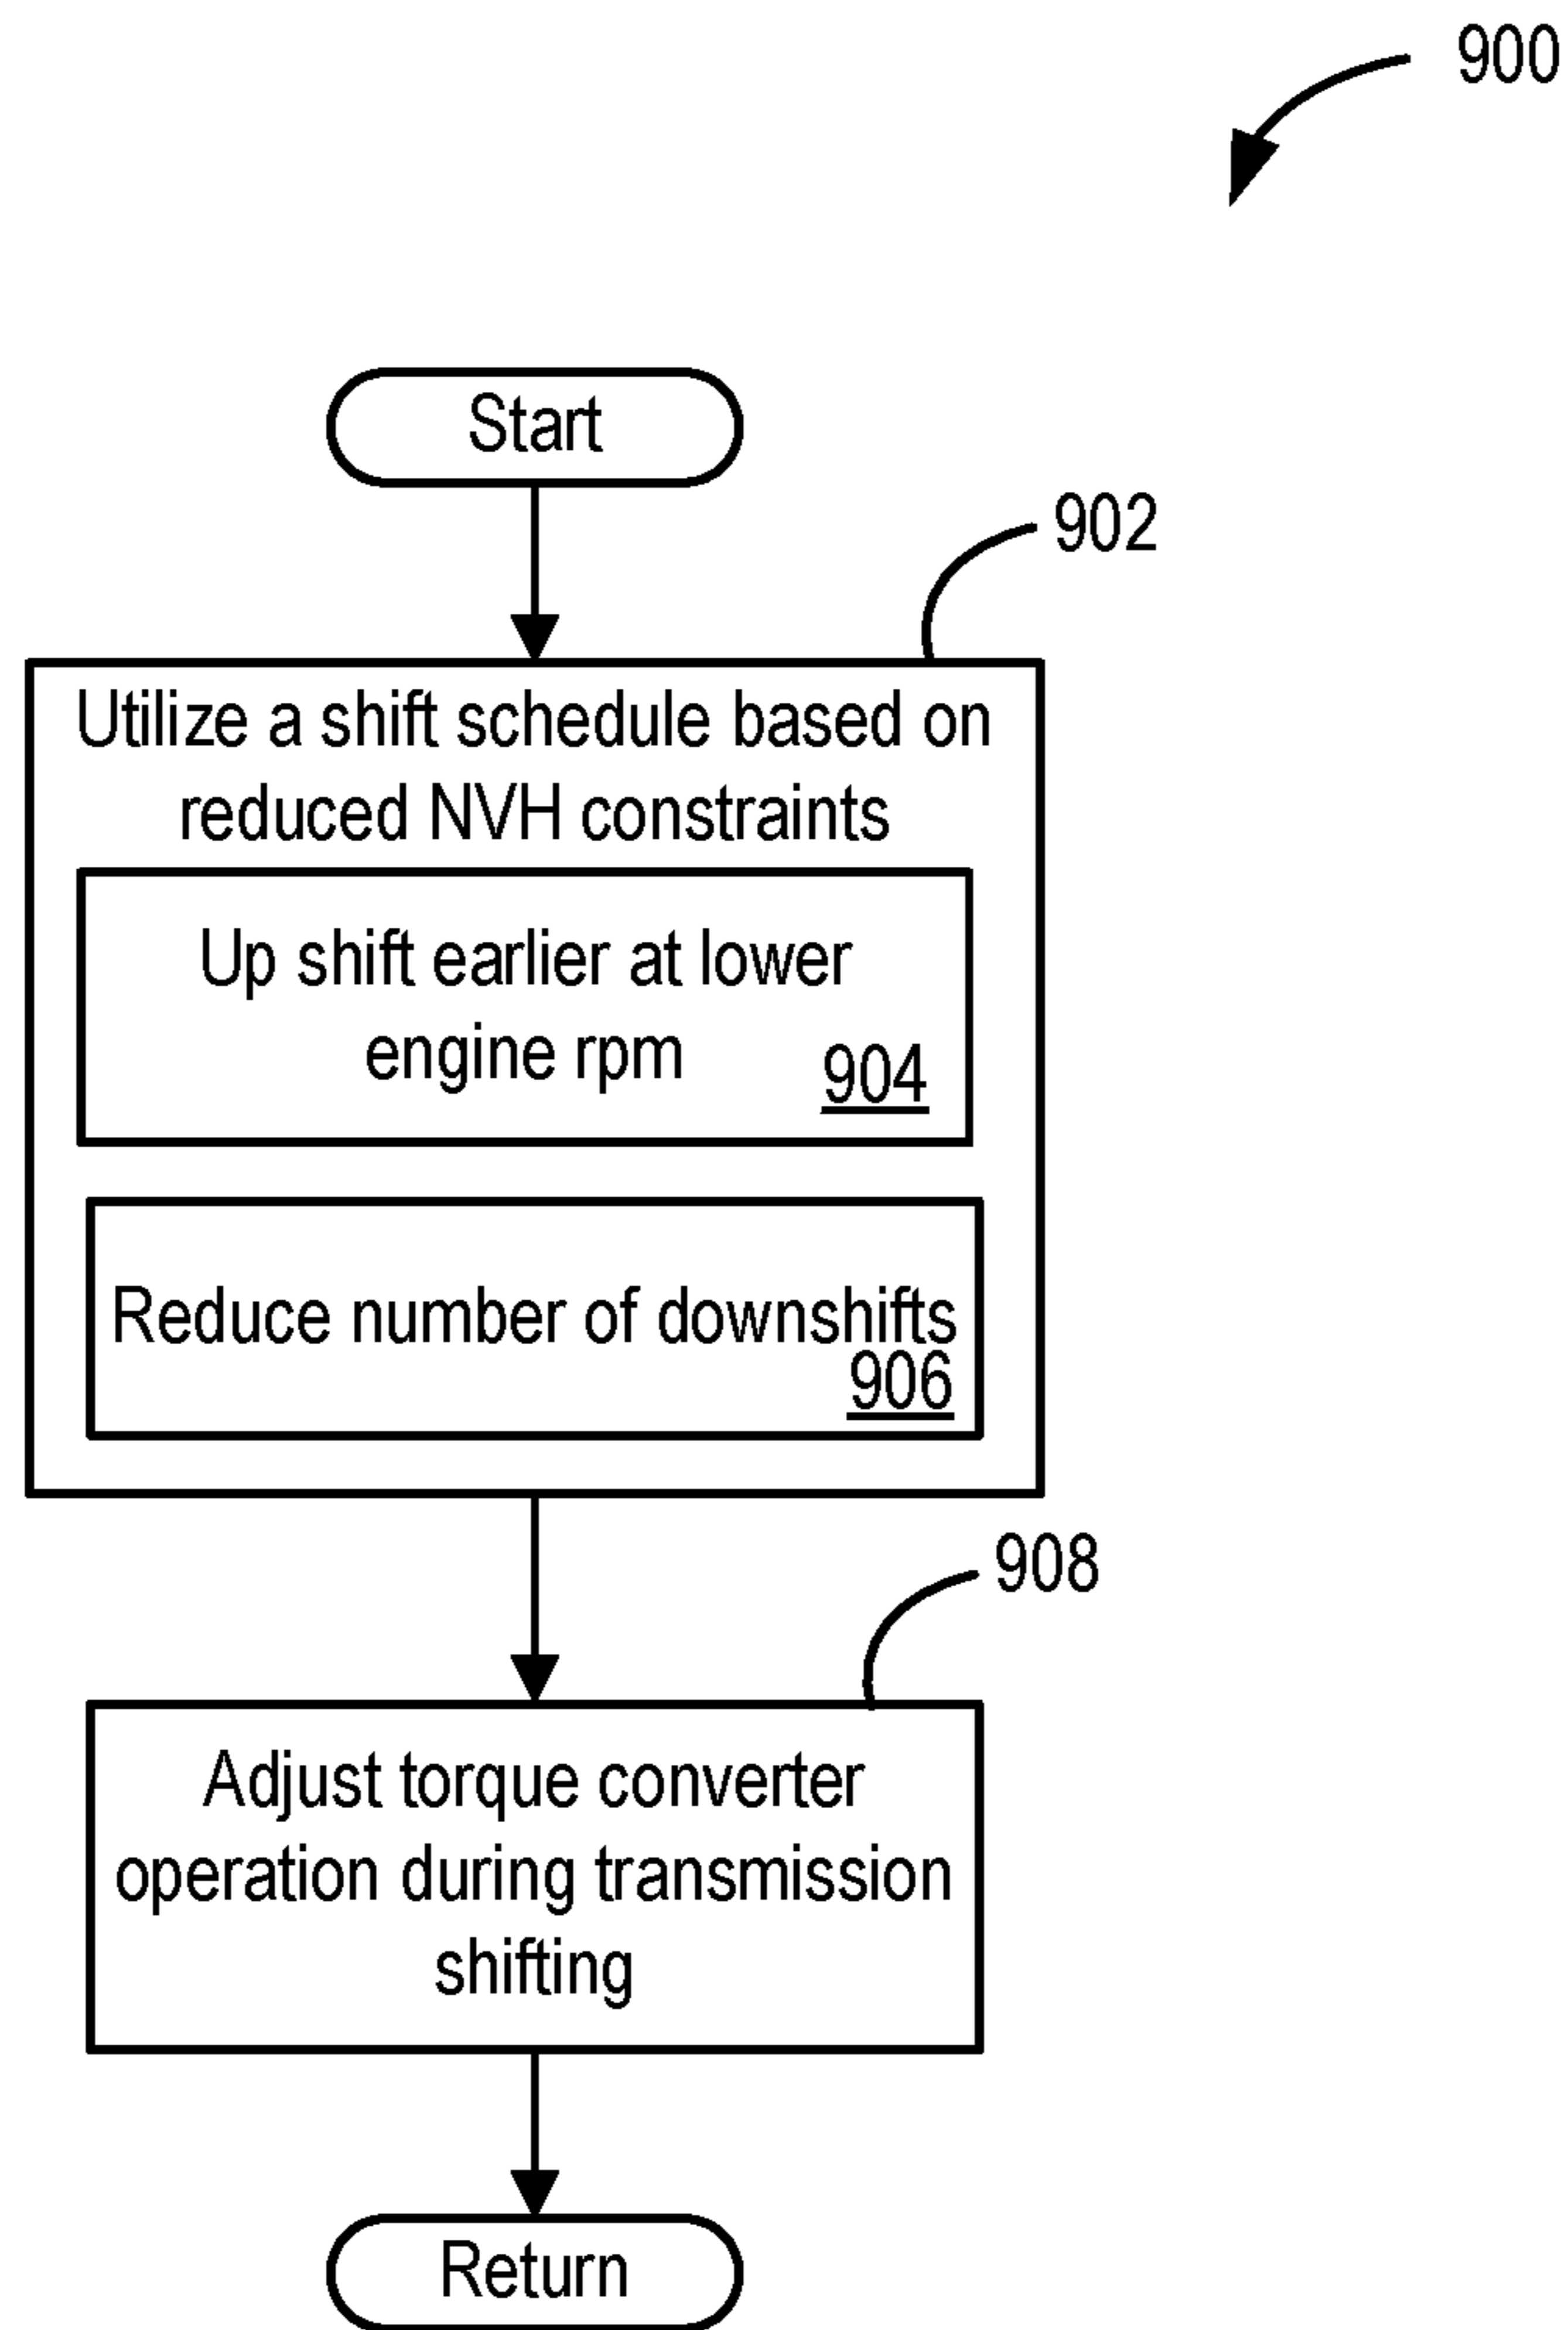 900
Start
902
Utilize a shift schedule based on
reduced NVH constraints
Up shift earlier at lower
engine rpm
904
Reduce number of downshifts
906
908
Adjust torque converter
operation during transmission
shifting
Return